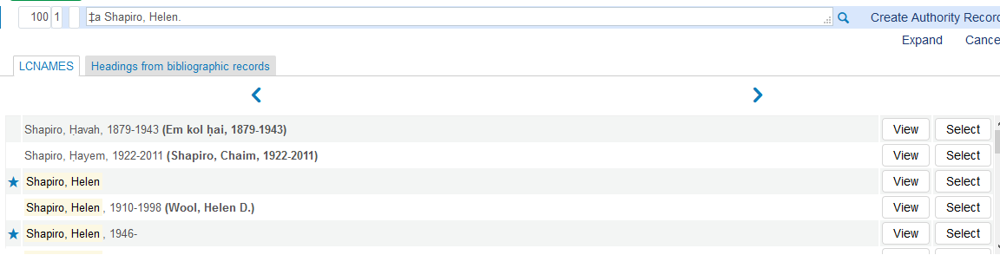 100 1 ‡a Shapiro, Helen. Create Authority Recor
Expand Cance
LCNAMES Headings from bibliographic records
Shapiro, Ḥavah, 1879-1943 (Em kol ḥai, 1879-1943) View Select
Shapiro, Ḥayem, 1922-2011 (Shapiro, Chaim, 1922-2011) View Select
Shapiro, Helen View Select
Shapiro, Helen , 1910-1998 (Wool, Helen D.) View Select
Shapiro, Helen , 1946- View Select